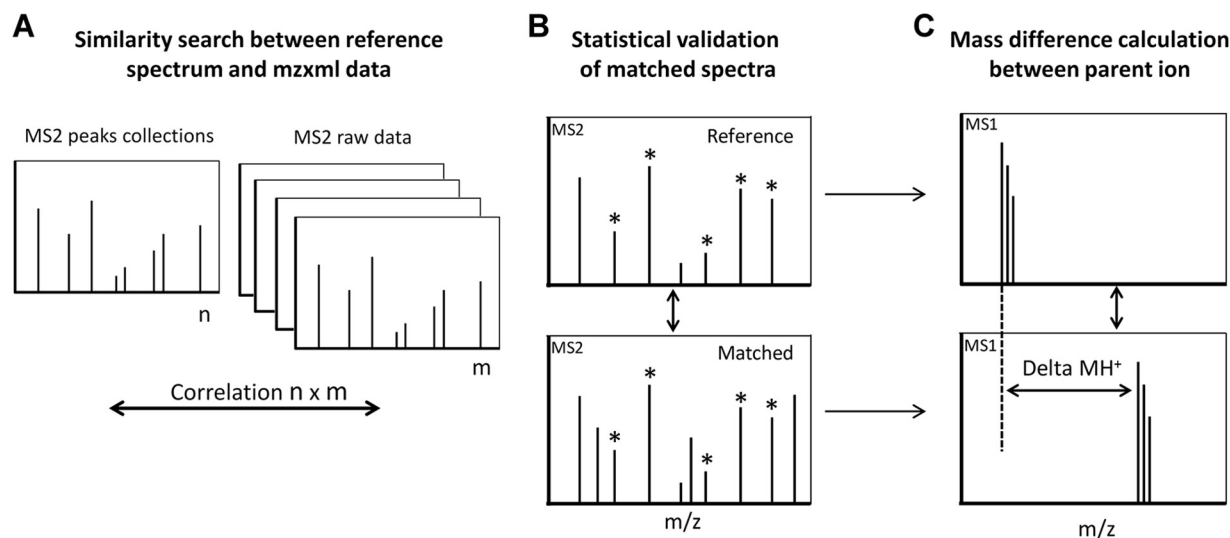 A
Similarity search between reference
spectrum and mzxml data
MS2 peaks collections
MS2 raw data
n
m
Correlation n x m
B
Statistical validation
of matched spectra
MS2
Reference
* * * * *
MS2
Matched
* * * * *
m/z
C
Mass difference calculation
between parent ion
MS1
MS1
Delta MH⁺
m/z